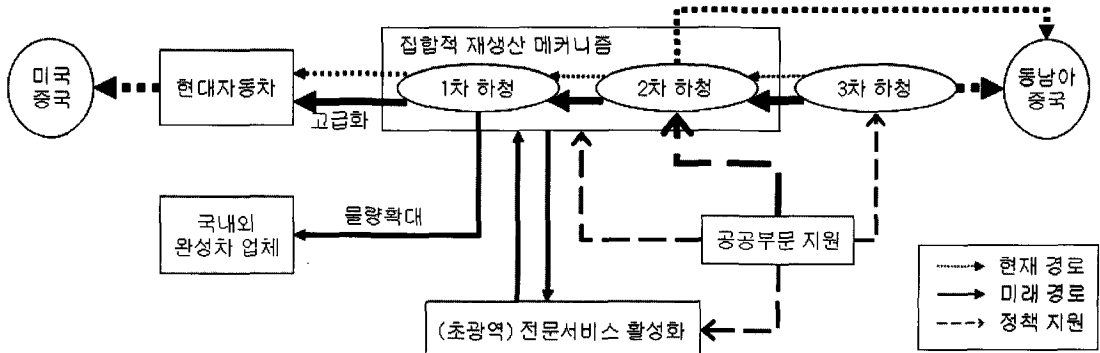 집합적 재생산 메커니즘
미국
중국
현대자동차
1차 하청
2차 하청
3차 하청
동남아
중국
고급화
국내외
완성차 업체
물량확대
공공부문 지원
(초광역) 전문서비스 활성화
현재 경로
미래 경로
정책 지원